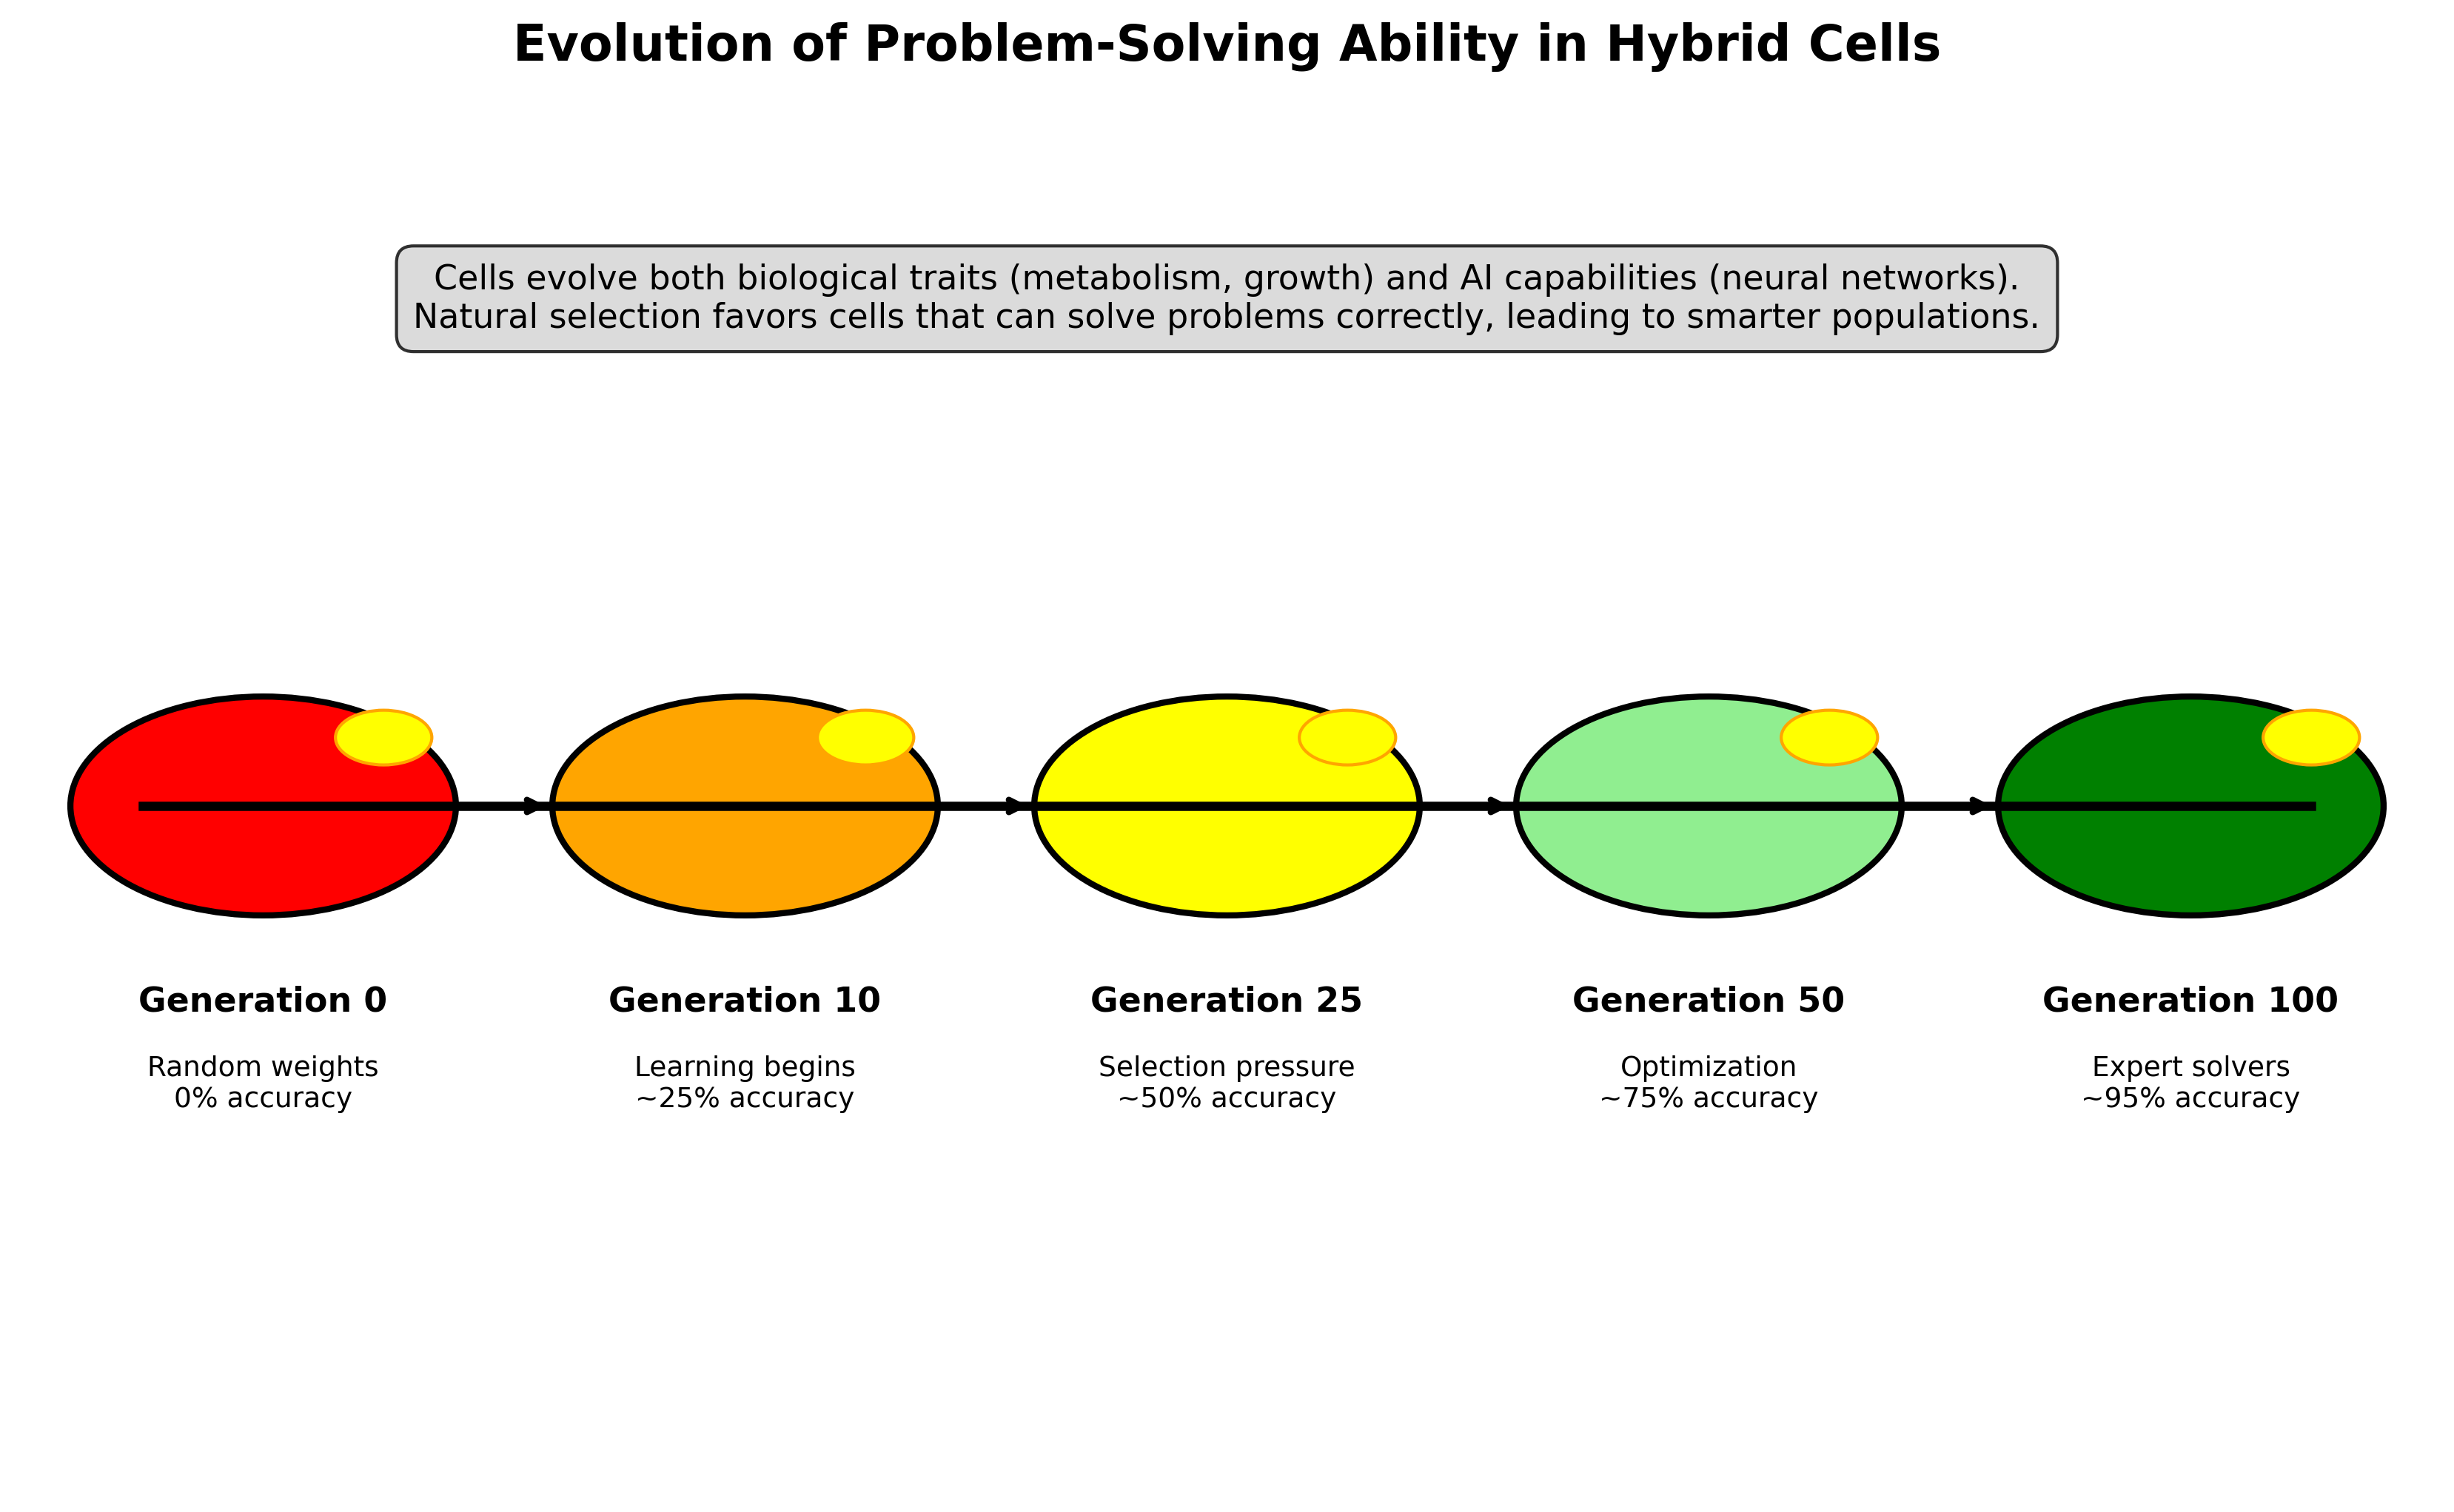 Evolution of Problem-Solving Ability in Hybrid Cells
Cells evolve both biological traits (metabolism, growth) and AI capabilities (neural networks).
Natural selection favors cells that can solve problems correctly, leading to smarter populations.
Generation 0
Random weights
0% accuracy
Generation 10
Learning begins
~25% accuracy
Generation 25
Selection pressure
~50% accuracy
Generation 50
Optimization
~75% accuracy
Generation 100
Expert solvers
~95% accuracy